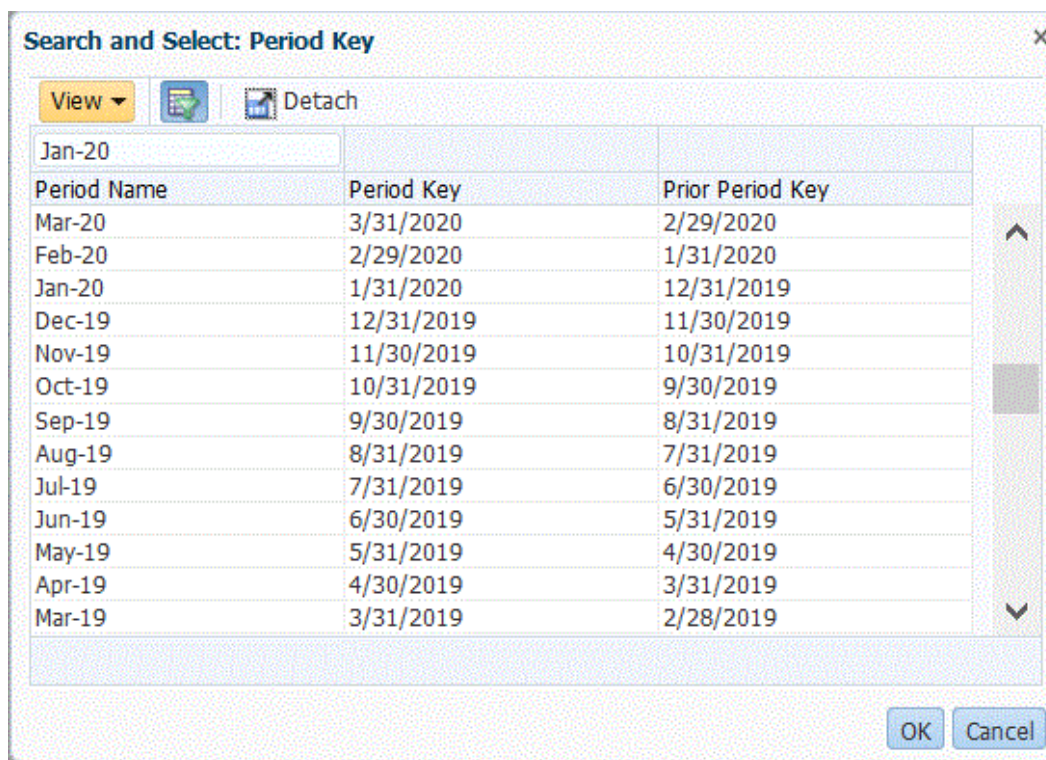 Search and Select: Period Key ×
View Detach
Jan-20
Period Name Period Key Prior Period Key
Mar-20 3/31/2020 2/29/2020
Feb-20 2/29/2020 1/31/2020
Jan-20 1/31/2020 12/31/2019
Dec-19 12/31/2019 11/30/2019
Nov-19 11/30/2019 10/31/2019
Oct-19 10/31/2019 9/30/2019
Sep-19 9/30/2019 8/31/2019
Aug-19 8/31/2019 7/31/2019
Jul-19 7/31/2019 6/30/2019
Jun-19 6/30/2019 5/31/2019
May-19 5/31/2019 4/30/2019
Apr-19 4/30/2019 3/31/2019
Mar-19 3/31/2019 2/28/2019
OK Cancel